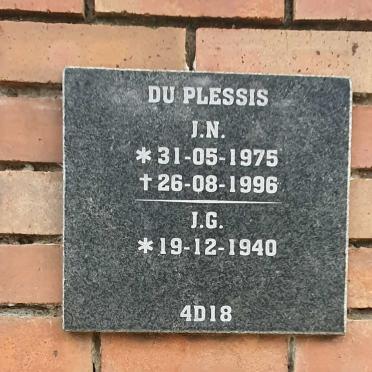 DU PLESSIS
J.N.
* 31-05-1975
† 26-08-1996
J.G.
* 19-12-1940
4D18